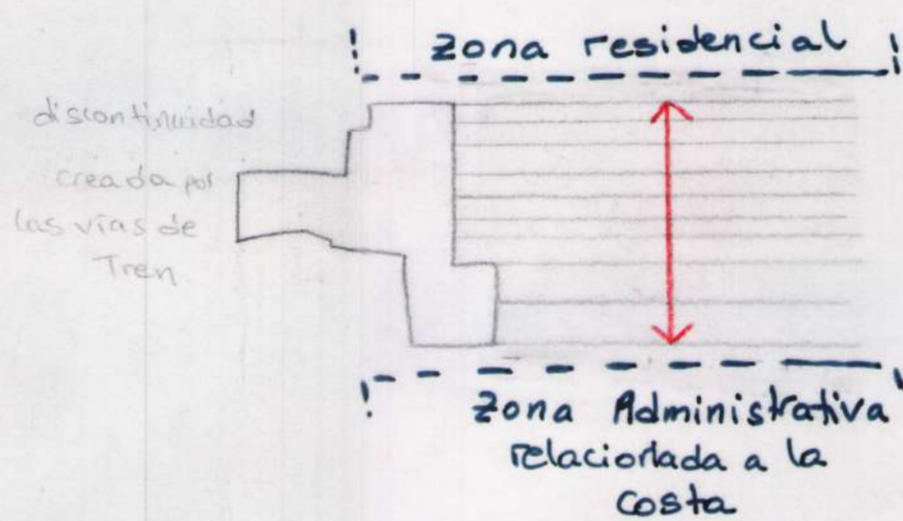 zona residencial
discontinuidad
creada por
las vías de
Tren
zona Administrativa
relacionada a la
costa